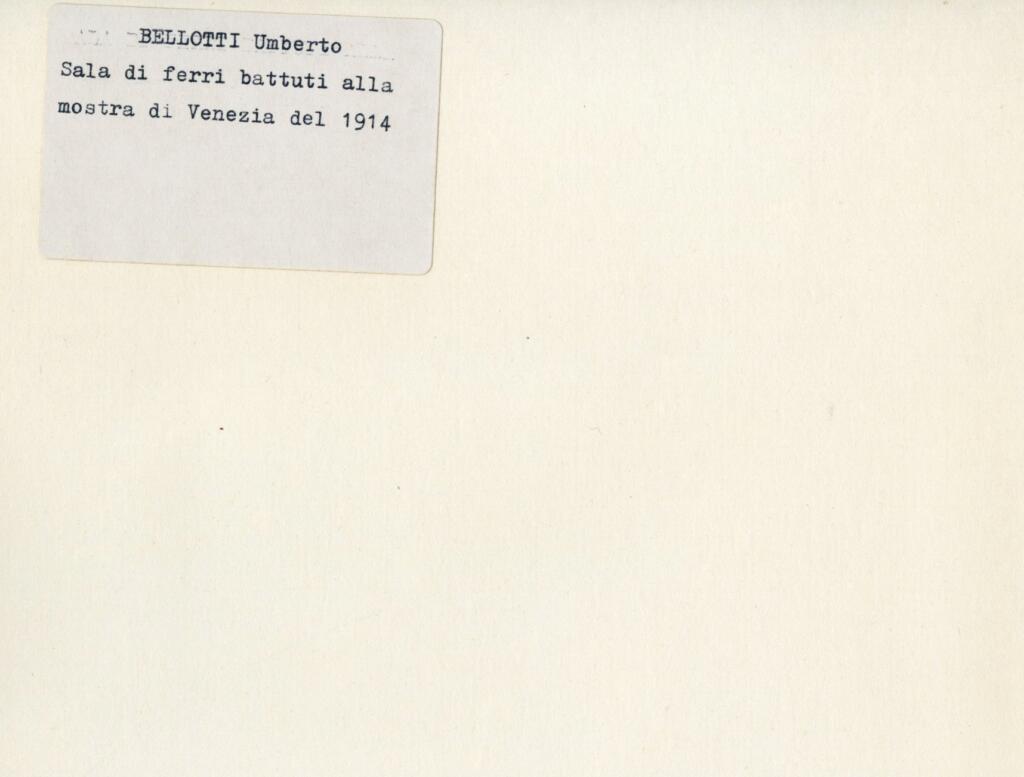 BELLOTTI Umberto
Sala di ferri battuti alla
mostra di Venezia del 1914